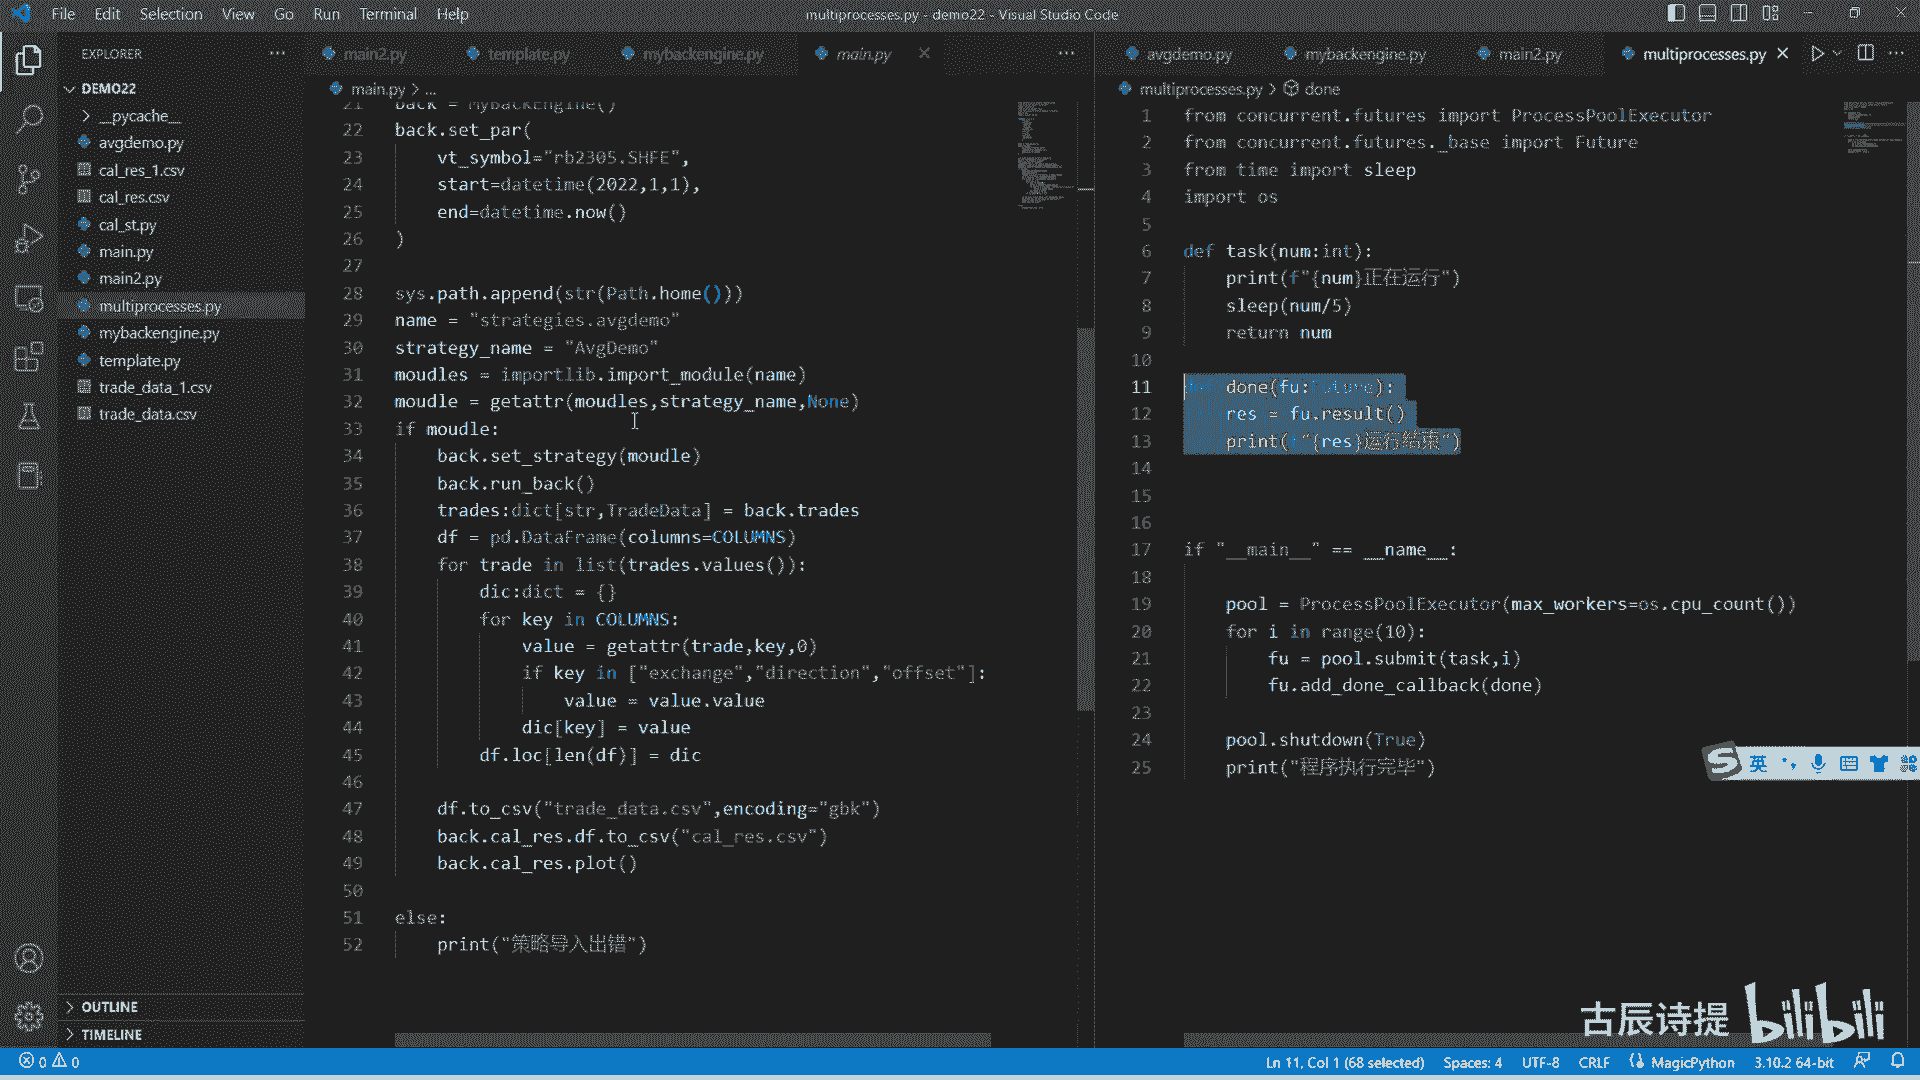 File Edit Selection View Go Run Terminal Help
multiprocesses.py - demo22 - Visual Studio Code
EXPLORER
DEMO22
__pycache__
avgdemo.py
cal_res_1.csv
cal_res.csv
cal_st.py
main.py
main2.py
multiprocesses.py
mybackengine.py
template.py
trade_data_1.csv
trade_data.csv
OUTLINE
TIMELINE
main2.py template.py mybackengine.py main.py
main.py > ...
21 back = MyBackEngine()
22 back.set_par(
23 vt_symbol="rb2305.SHFE",
24 start=datetime(2022,1,1),
25 end=datetime.now()
26 )
27
28 sys.path.append(str(Path.home()))
29 name = "strategies.avgdemo"
30 strategy_name = "AvgDemo"
31 moudles = importlib.import_module(name)
32 moudle = getattr(moudles,strategy_name,None)
33 if moudle:
34 back.set_strategy(moudle)
35 back.run_back()
36 trades:dict[str,TradeData] = back.trades
37 df = pd.DataFrame(columns=COLUMNS)
38 for trade in list(trades.values()):
39 dic:dict = {}
40 for key in COLUMNS:
41 value = getattr(trade,key,0)
42 if key in ["exchange","direction","offset"]:
43 value = value.value
44 dic[key] = value
45 df.loc[len(df)] = dic
46
47 df.to_csv("trade_data.csv",encoding="gbk")
48 back.cal_res.df.to_csv("cal_res.csv")
49 back.cal_res.plot()
50
51 else:
52 print("策略导入出错")
avgdemo.py mybackengine.py main2.py multiprocesses.py
multiprocesses.py > done
1 from concurrent.futures import ProcessPoolExecutor
2 from concurrent.futures._base import Future
3 from time import sleep
4 import os
5
6 def task(num:int):
7 print(f"{num}正在运行")
8 sleep(num/5)
9 return num
10
11 done(fu:Future):
12 res = fu.result()
13 print(f"{res}运行结束")
14
15
16
17 if "__main__" == __name__:
18
19 pool = ProcessPoolExecutor(max_workers=os.cpu_count())
20 for i in range(10):
21 fu = pool.submit(task,i)
22 fu.add_done_callback(done)
23
24 pool.shutdown(True)
25 print("程序执行完毕")
S 英
古辰诗提 bilibili
0 0
Ln 11, Col 1 (68 selected) Spaces: 4 UTF-8 CRLF MagicPython 3.10.2 64-bit